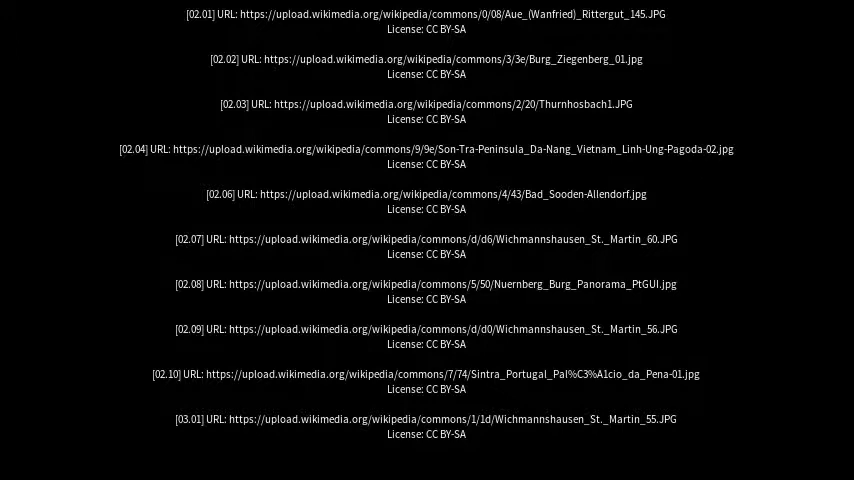 [02.01] URL: https://upload.wikimedia.org/wikipedia/commons/0/08/Aue_(Wanfried)_Rittergut_145.JPG
License: CC BY-SA
[02.02] URL: https://upload.wikimedia.org/wikipedia/commons/3/3e/Burg_Ziegenberg_01.jpg
License: CC BY-SA
[02.03] URL: https://upload.wikimedia.org/wikipedia/commons/2/20/Thurnhosbach1.JPG
License: CC BY-SA
[02.04] URL: https://upload.wikimedia.org/wikipedia/commons/9/9e/Son-Tra-Peninsula_Da-Nang_Vietnam_Linh-Ung-Pagoda-02.jpg
License: CC BY-SA
[02.06] URL: https://upload.wikimedia.org/wikipedia/commons/4/43/Bad_Sooden-Allendorf.jpg
License: CC BY-SA
[02.07] URL: https://upload.wikimedia.org/wikipedia/commons/d/d6/Wichmannshausen_St._Martin_60.JPG
License: CC BY-SA
[02.08] URL: https://upload.wikimedia.org/wikipedia/commons/5/50/Nuernberg_Burg_Panorama_PtGUI.jpg
License: CC BY-SA
[02.09] URL: https://upload.wikimedia.org/wikipedia/commons/d/d0/Wichmannshausen_St._Martin_56.JPG
License: CC BY-SA
[02.10] URL: https://upload.wikimedia.org/wikipedia/commons/7/74/Sintra_Portugal_Pal%C3%A1cio_da_Pena-01.jpg
License: CC BY-SA
[03.01] URL: https://upload.wikimedia.org/wikipedia/commons/1/1d/Wichmannshausen_St._Martin_55.JPG
License: CC BY-SA